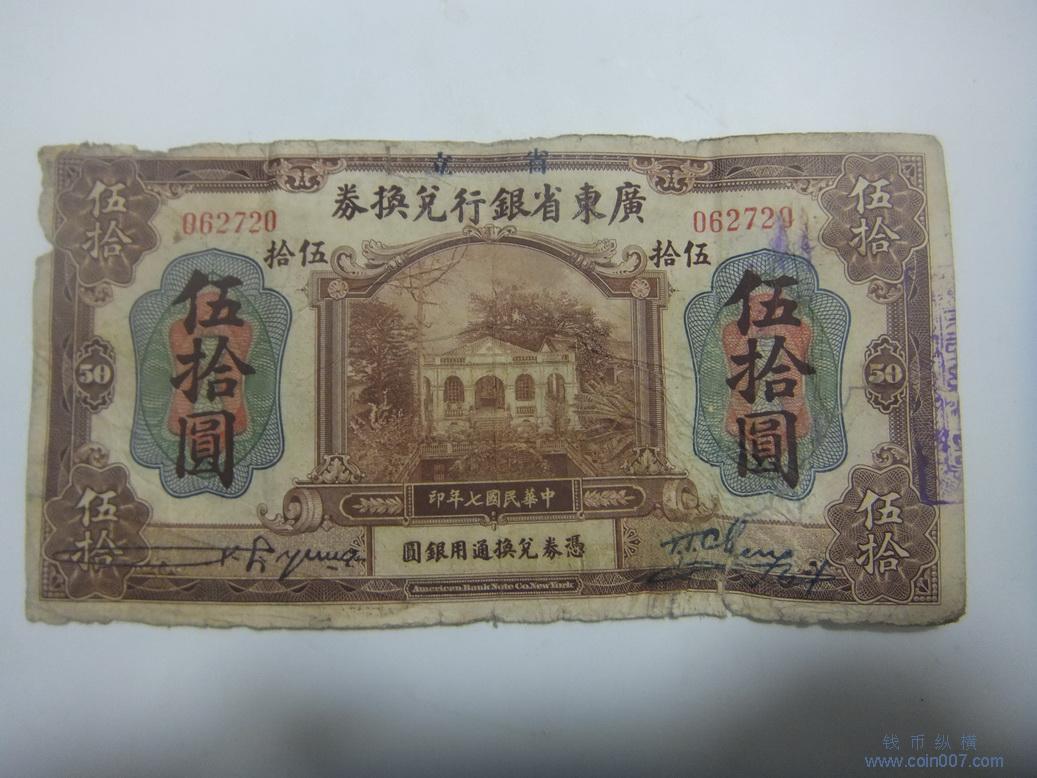 省立
廣東省銀行兌換券
伍拾
伍拾
062720
062720
伍拾
伍拾
伍拾圓
伍拾圓
50
50
中華民國七年印
伍拾
伍拾
憑券兌換通用銀圓
American Bank Note Co. New York.
钱币纵横
www.coin007.com